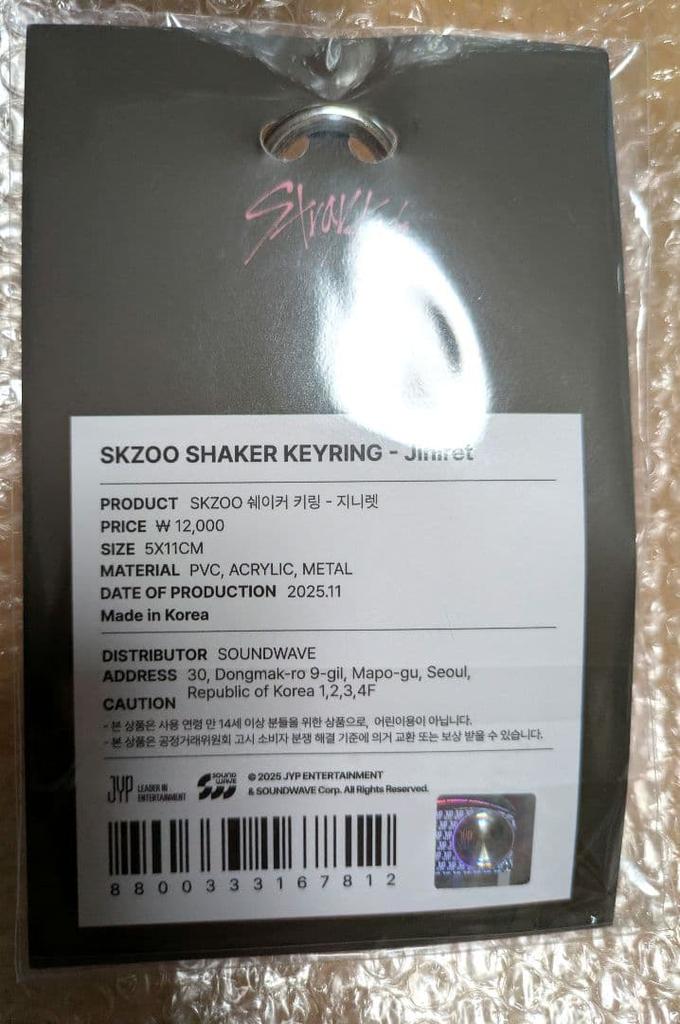 SKZOO SHAKER KEYRING - Jiniret
PRODUCT SKZOO 쉐이커 키링 - 지니렛
PRICE ₩ 12,000
SIZE 5X11CM
MATERIAL PVC, ACRYLIC, METAL
DATE OF PRODUCTION 2025.11
Made in Korea
DISTRIBUTOR SOUNDWAVE
ADDRESS 30, Dongmak-ro 9-gil, Mapo-gu, Seoul,
Republic of Korea 1,2,3,4F
CAUTION
- 본 상품은 사용 연령 만 14세 이상 분들을 위한 상품으로, 어린이용이 아닙니다.
- 본 상품은 공정거래위원회 고시 소비자 분쟁 해결 기준에 의거 교환 또는 보상 받을 수 있습니다.
JYP LEADER IN
ENTERTAINMENT
SOUND
WAVE
© 2025 JYP ENTERTAINMENT
& SOUNDWAVE Corp. All Rights Reserved.
8800333167812